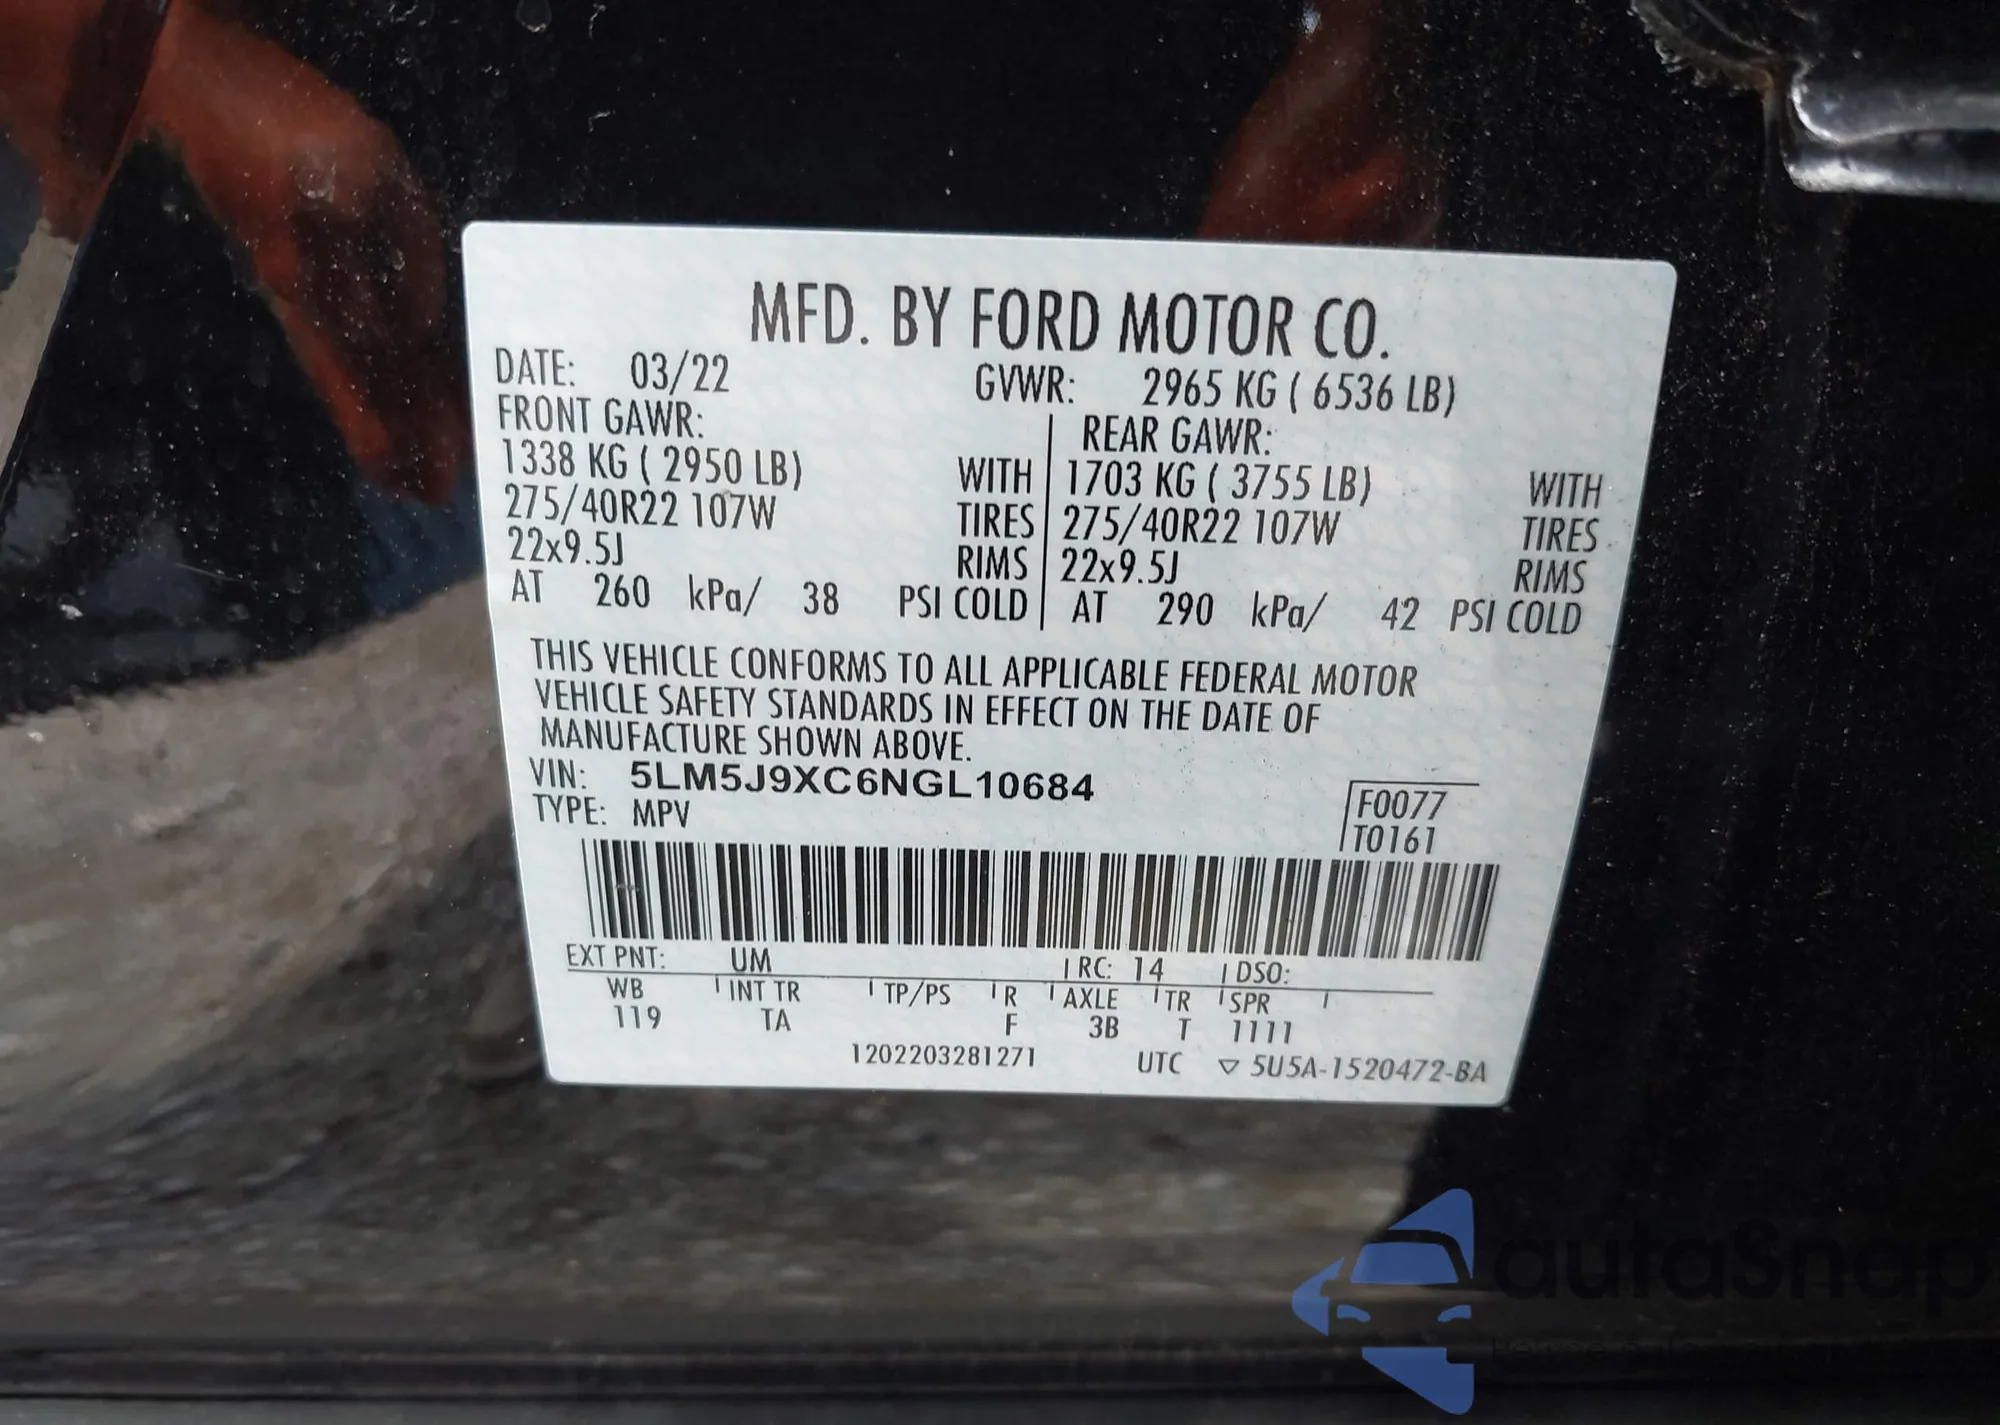 MFD. BY FORD MOTOR CO.
DATE: 03/22 GVWR: 2965 KG ( 6536 LB)
FRONT GAWR: REAR GAWR:
1338 KG ( 2950 LB) WITH 1703 KG ( 3755 LB) WITH
275/40R22 107W TIRES 275/40R22 107W TIRES
22x9.5J RIMS 22x9.5J RIMS
AT 260 kPa/ 38 PSI COLD AT 290 kPa/ 42 PSI COLD
THIS VEHICLE CONFORMS TO ALL APPLICABLE FEDERAL MOTOR
VEHICLE SAFETY STANDARDS IN EFFECT ON THE DATE OF
MANUFACTURE SHOWN ABOVE.
VIN: 5LM5J9XC6NGL10684
TYPE: MPV
F0077
T0161
EXT PNT: UM RC: 14 DSO:
WB INT TR TP/PS R AXLE TR SPR
119 TA F 3B T 1111
1202203281271 UTC ▽ 5U5A-1520472-BA
autoSnap